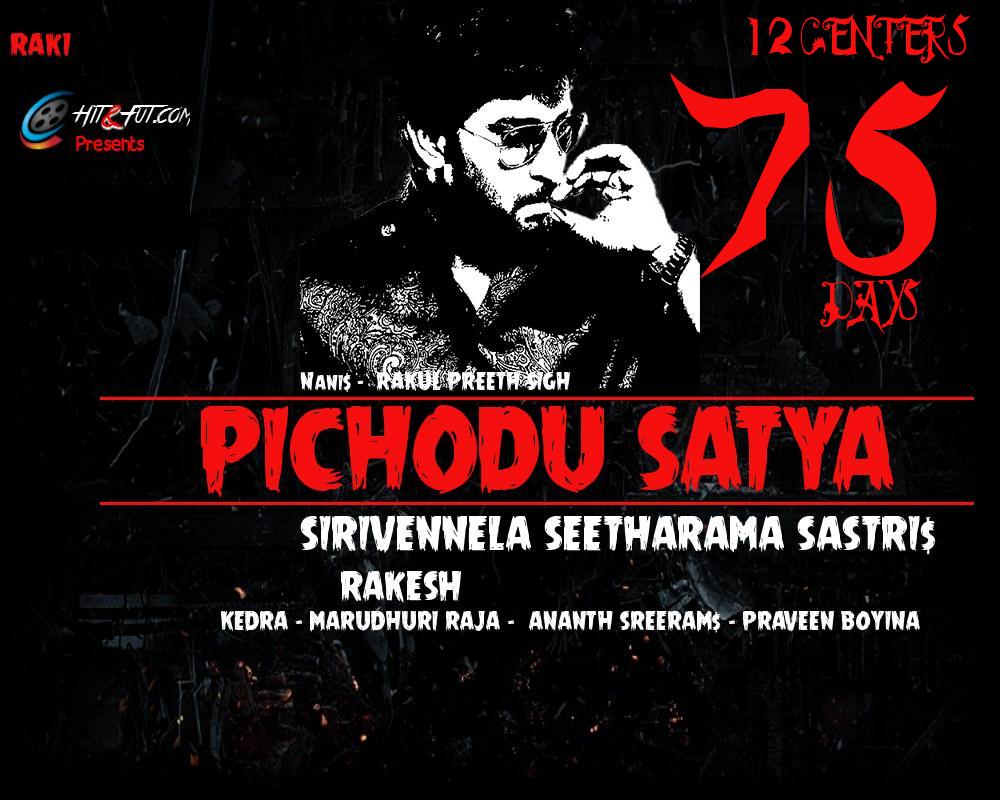 RAKI
12 CENTERS
75
DAYS
HIT&FUT.COM
Presents
Nani$ - RAKUL PREETH SIGH
PICHODU SATYA
SIRIVENNELA SEETHARAMA SASTRI$
RAKESH
KEDRA - MARUDHURI RAJA - ANANTH SREERAM$ - PRAVEEN BOYINA